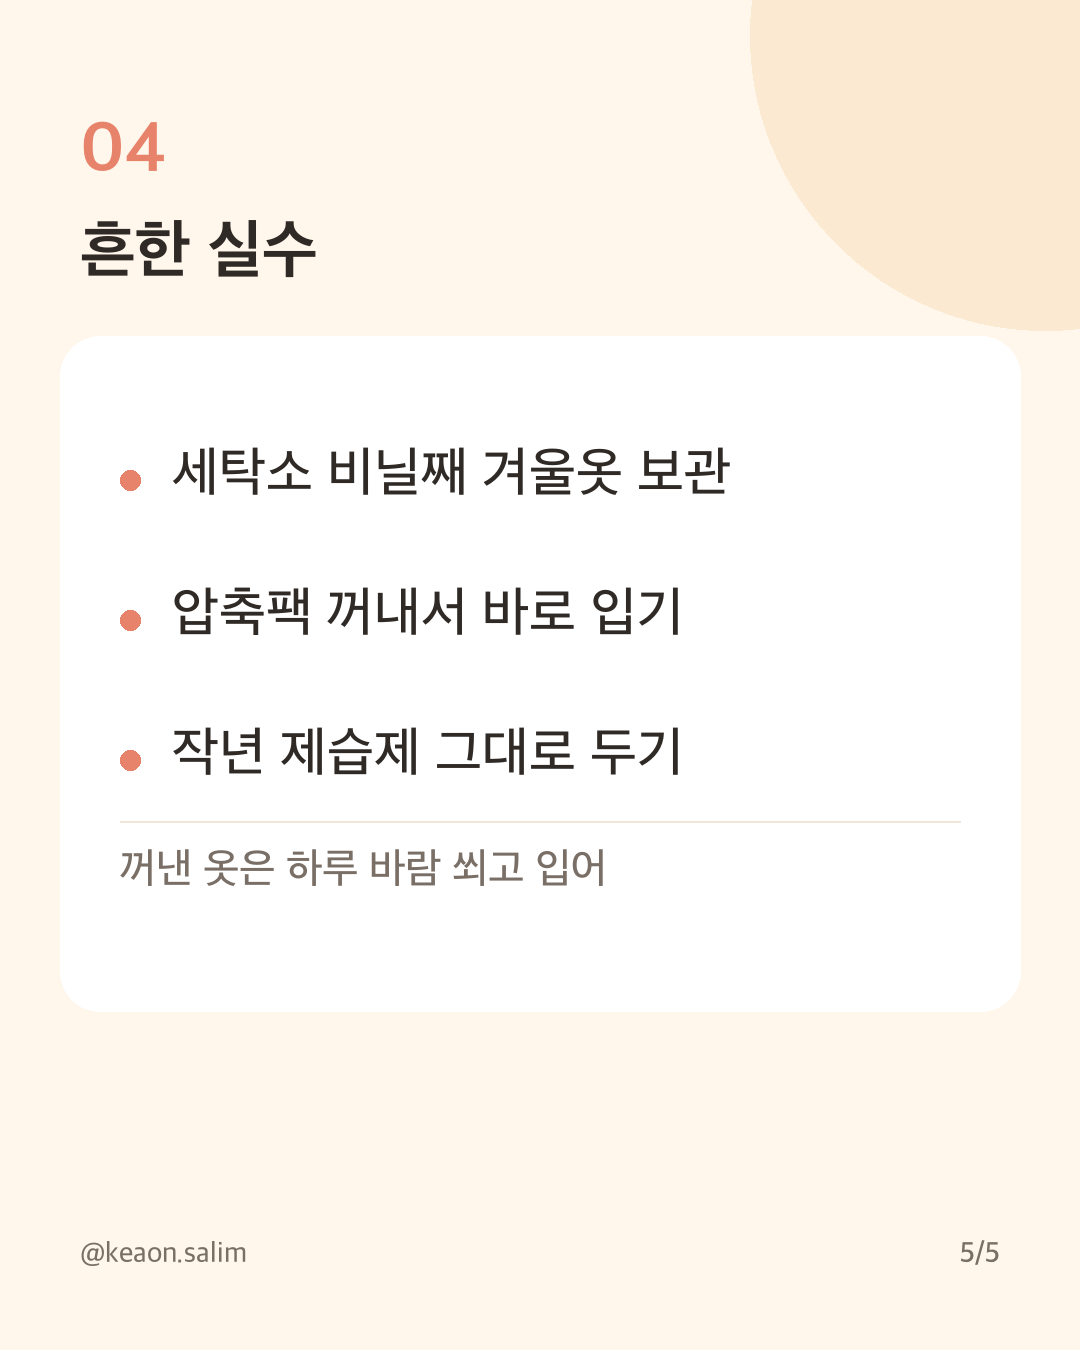 04
흔한 실수
세탁소 비닐째 겨울옷 보관
압축팩 꺼내서 바로 입기
작년 제습제 그대로 두기
꺼낸 옷은 하루 바람 쐬고 입어
@keaon.salim
5/5